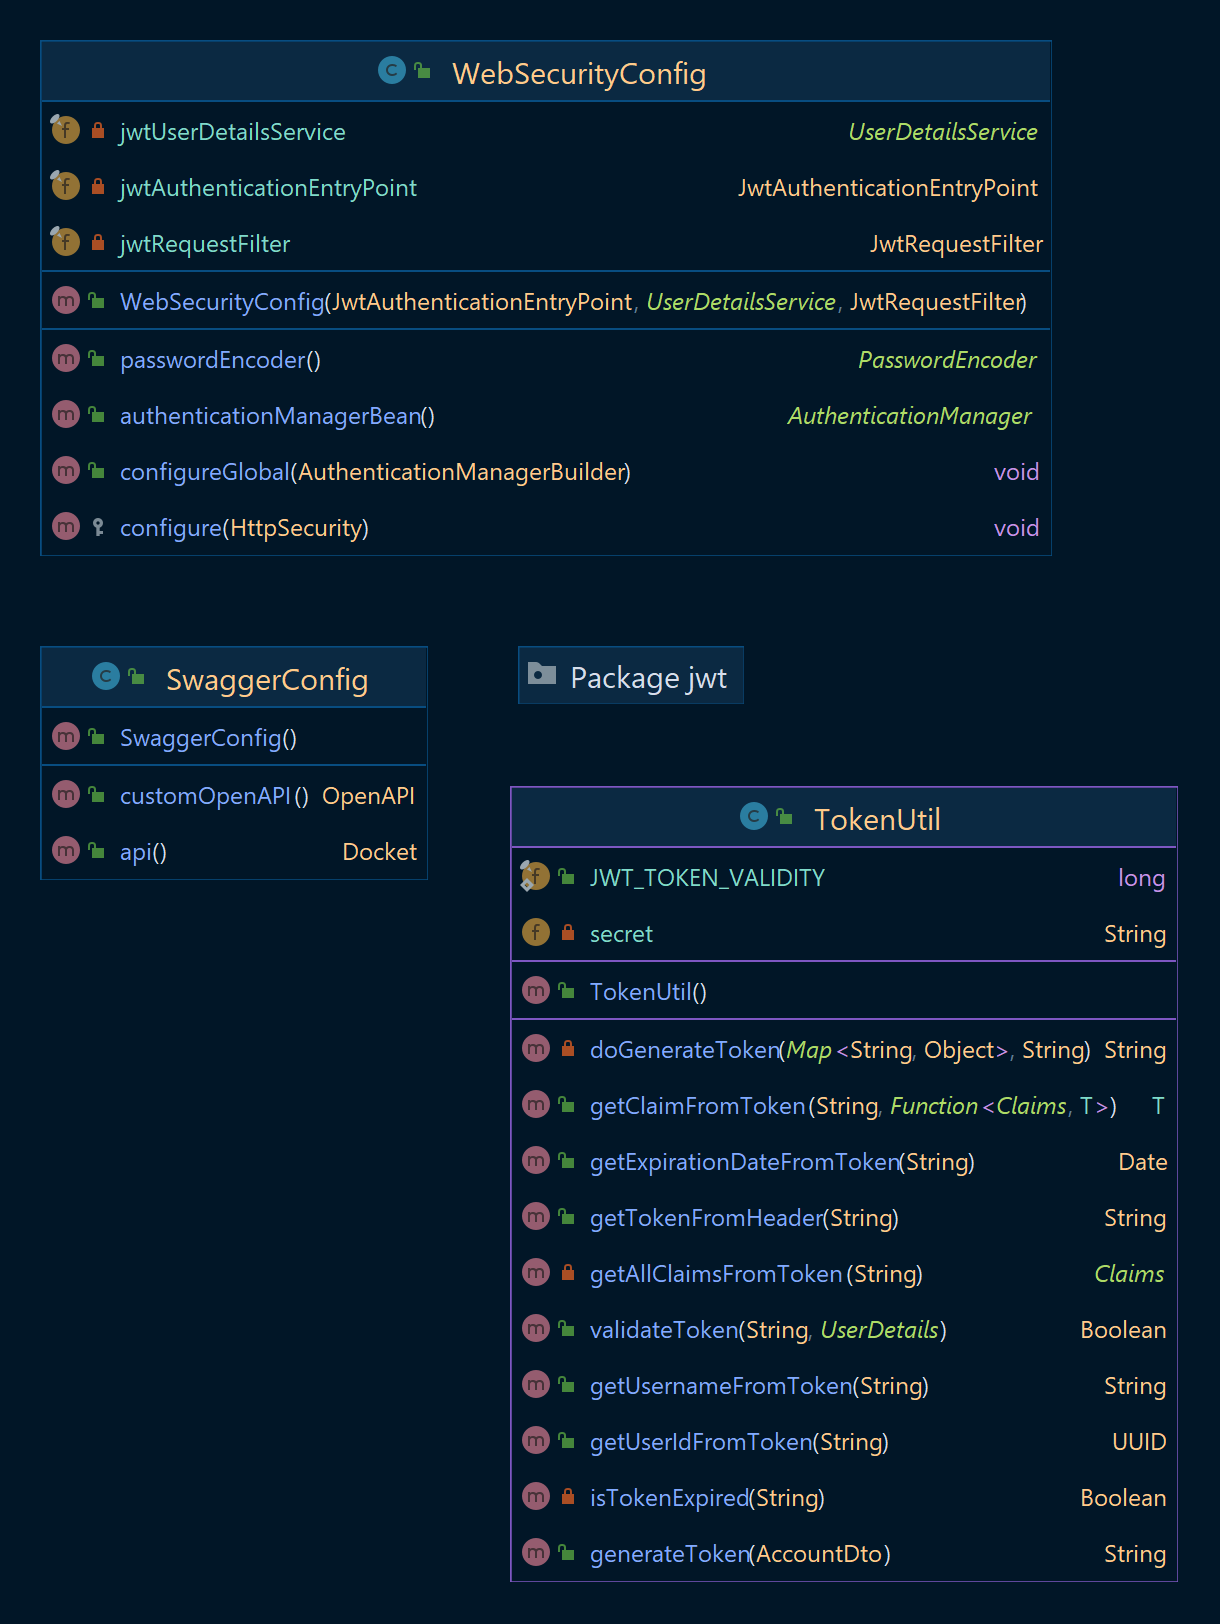 WebSecurityConfig
jwtUserDetailsService UserDetailsService
jwtAuthenticationEntryPoint JwtAuthenticationEntryPoint
jwtRequestFilter JwtRequestFilter
WebSecurityConfig(JwtAuthenticationEntryPoint, UserDetailsService, JwtRequestFilter)
passwordEncoder() PasswordEncoder
authenticationManagerBean() AuthenticationManager
configureGlobal(AuthenticationManagerBuilder) void
configure(HttpSecurity) void
SwaggerConfig
SwaggerConfig()
customOpenAPI() OpenAPI
api() Docket
Package jwt
TokenUtil
JWT_TOKEN_VALIDITY long
secret String
TokenUtil()
doGenerateToken(Map<String, Object>, String) String
getClaimFromToken(String, Function<Claims, T>) T
getExpirationDateFromToken(String) Date
getTokenFromHeader(String) String
getAllClaimsFromToken(String) Claims
validateToken(String, UserDetails) Boolean
getUsernameFromToken(String) String
getUserIdFromToken(String) UUID
isTokenExpired(String) Boolean
generateToken(AccountDto) String